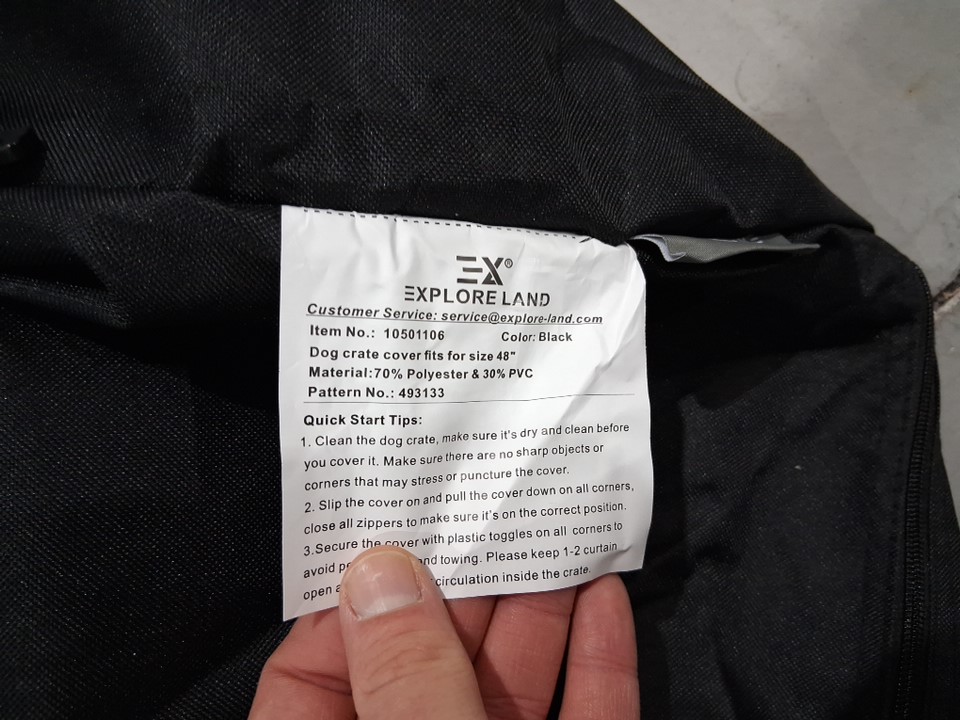 EX®
EXPLORE LAND
Customer Service: service@explore-land.com
Item No.: 10501106 Color: Black
Dog crate cover fits for size 48"
Material:70% Polyester & 30% PVC
Pattern No.: 493133
Quick Start Tips:
1. Clean the dog crate, make sure it's dry and clean before
you cover it. Make sure there are no sharp objects or
corners that may stress or puncture the cover.
2. Slip the cover on and pull the cover down on all corners,
close all zippers to make sure it's on the correct position.
3.Secure the cover with plastic toggles on all corners to
avoid and towing. Please keep 1-2 curtain
open circulation inside the crate.